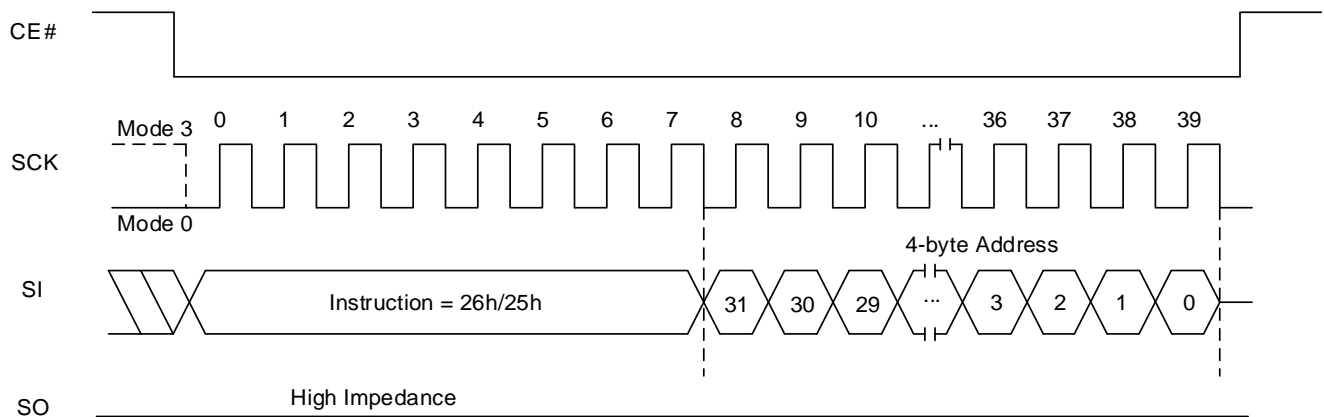 CE#
Mode 3 0 1 2 3 4 5 6 7 8 9 10 ... 36 37 38 39
SCK
Mode 0
4-byte Address
SI Instruction = 26h/25h 31 30 29 ... 3 2 1 0
High Impedance
SO